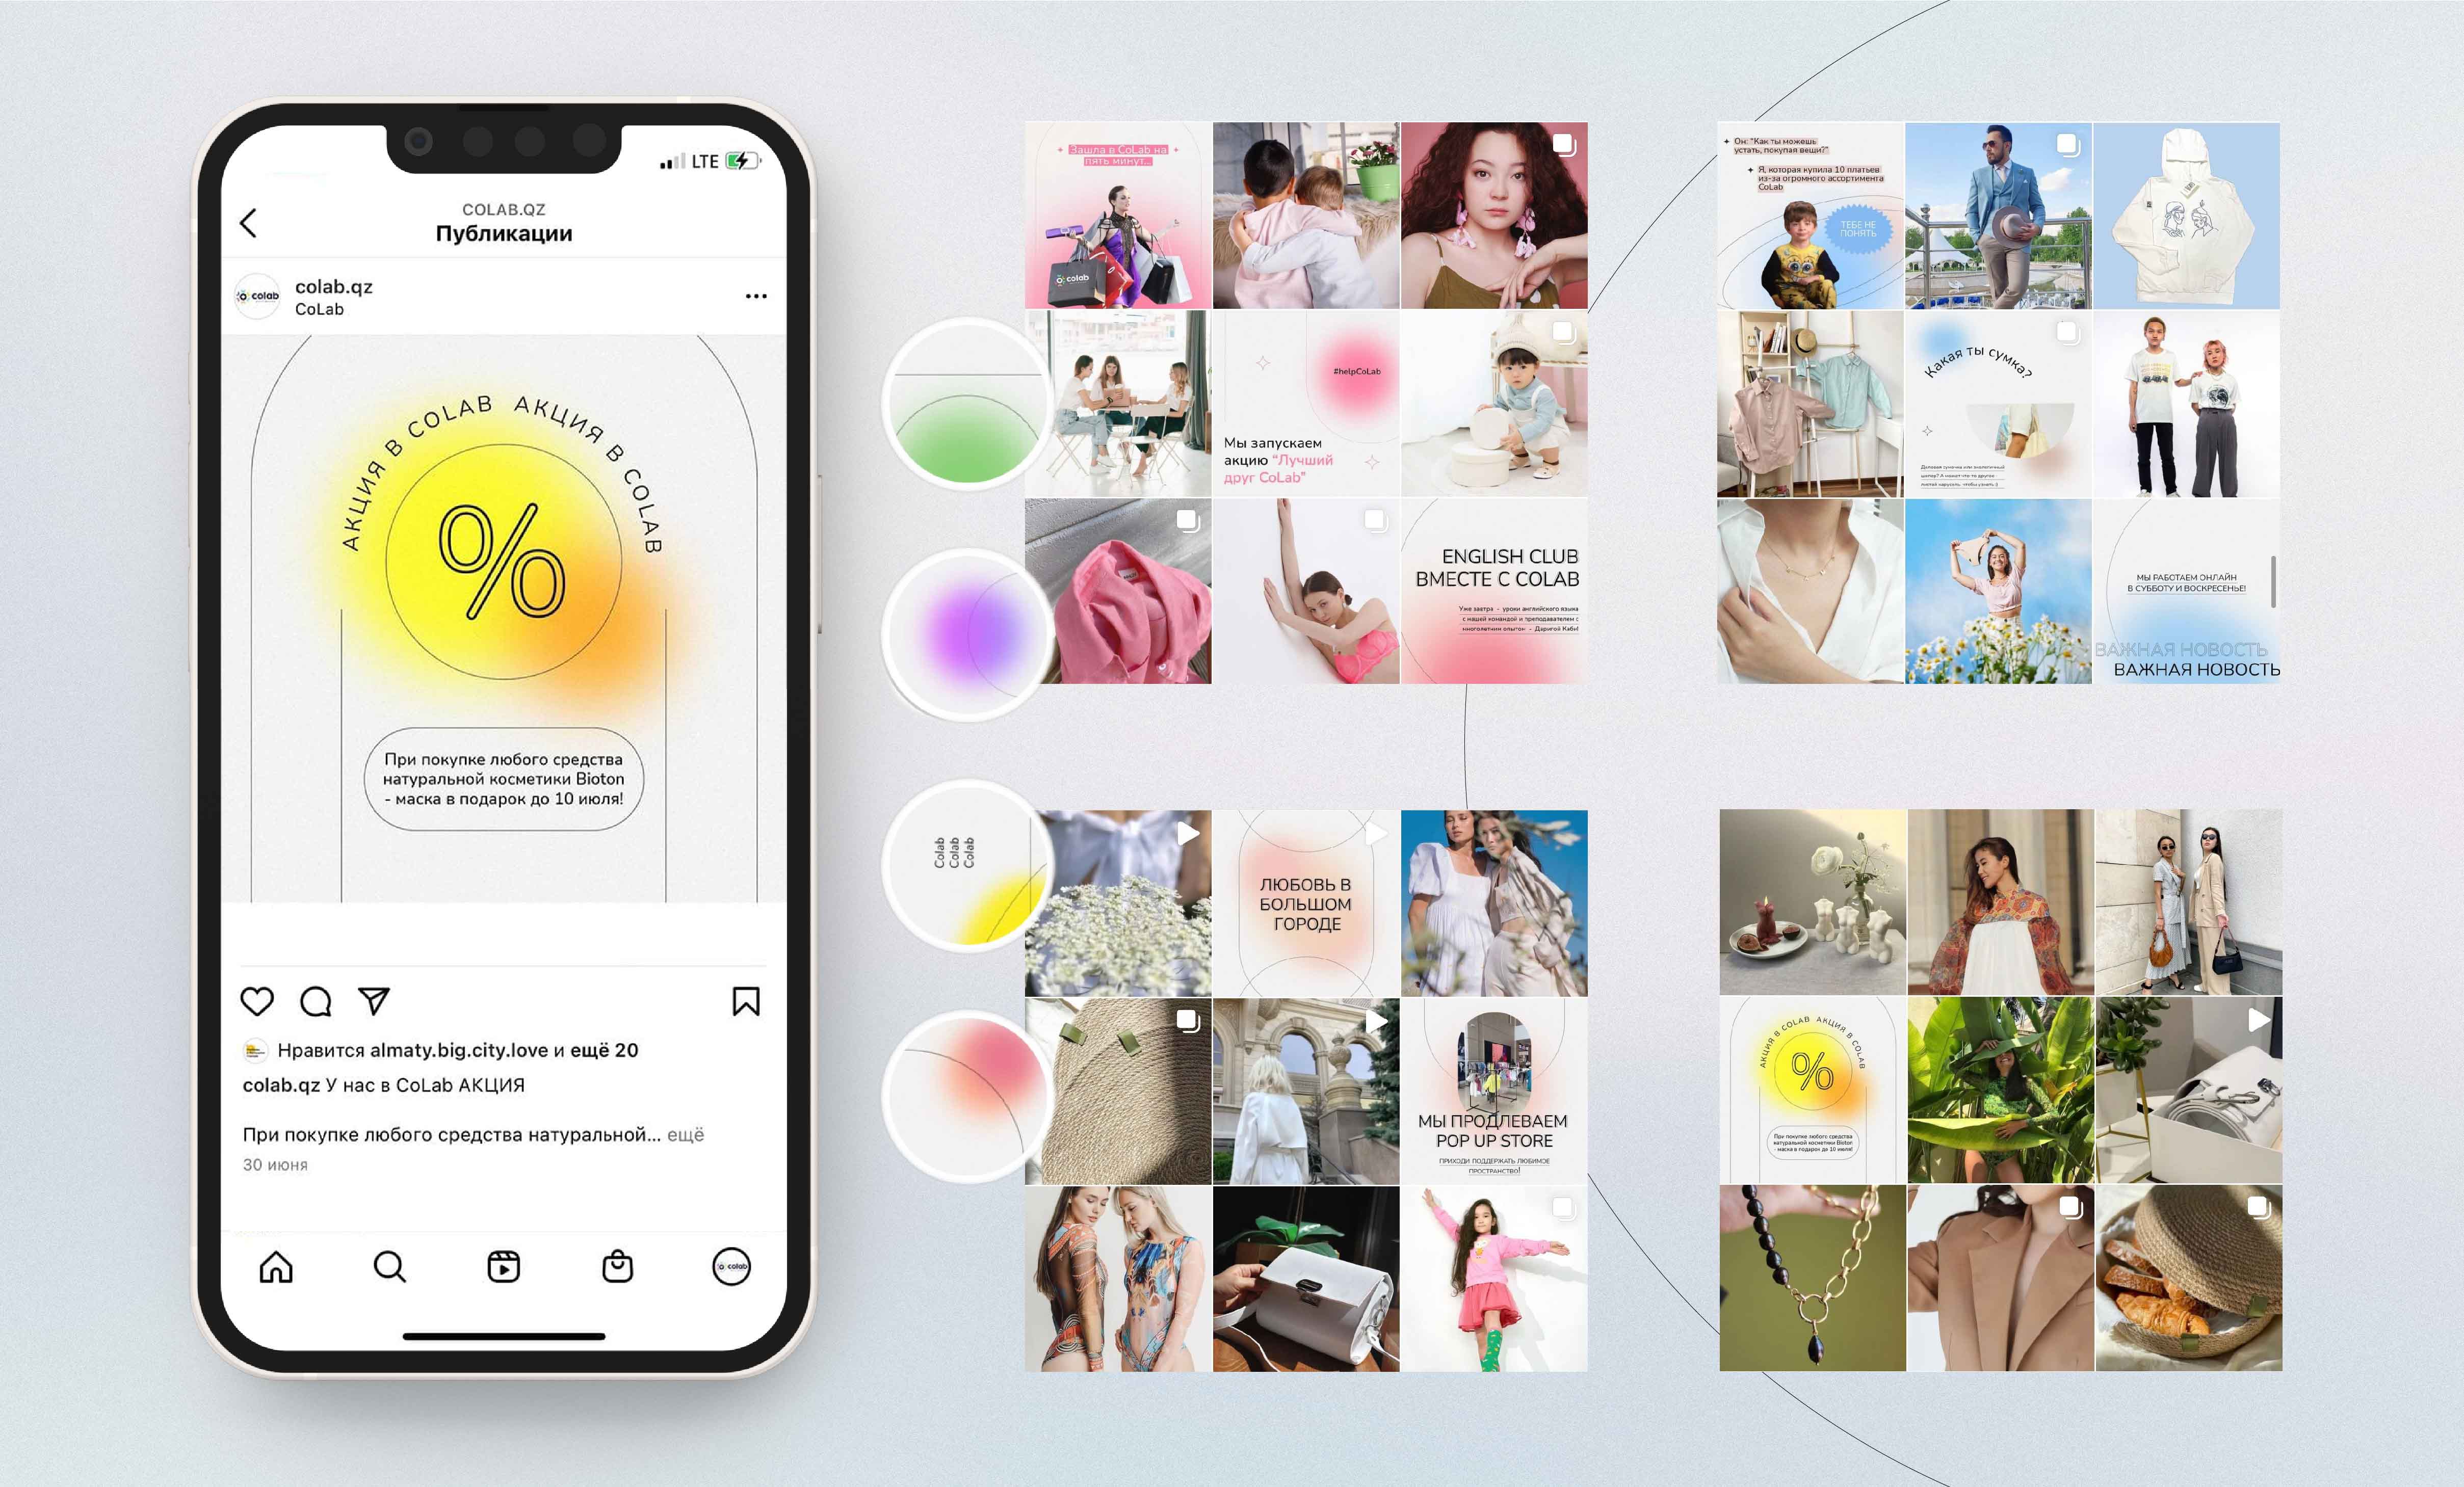 LTE
COLAB.QZ
Публикации
colab
colab.qz
CoLab
АКЦИЯ В COLAB АКЦИЯ В COLAB
%
При покупке любого средства
натуральной косметики Bioton
- маска в подарок до 10 июля!
Нравится almaty.big.city.love и ещё 20
colab.qz У нас в CoLab АКЦИЯ
При покупке любого средства натуральной... ещё
30 июня
colab
Colab
Colab
Colab
Зашла в CoLab на
пять минут...
colab
#helpCoLab
Мы запускаем
акцию “Лучший
друг CoLab”
ENGLISH CLUB
ВМЕСТЕ С COLAB
Уже завтра - уроки английского языка
с нашей командой и преподавателем с
многолетним опытом - Даригой Каби!
Он: “Как ты можешь
устать, покупая вещи?”
Я, которая купила 10 платьев
из-за огромного ассортимента
CoLab
ТЕБЕ НЕ
ПОНЯТЬ
Какая ты сумка?
МЫ РАБОТАЕМ ОНЛАЙН
В СУББОТУ И ВОСКРЕСЕНЬЕ!
ВАЖНАЯ НОВОСТЬ
ВАЖНАЯ НОВОСТЬ
ЛЮБОВЬ В
БОЛЬШОМ
ГОРОДЕ
МЫ ПРОДЛЕВАЕМ
POP UP STORE
ПРИХОДИ ПОДДЕРЖАТЬ ЛЮБИМОЕ
ПРОСТРАНСТВО!
АКЦИЯ В COLAB АКЦИЯ В COLAB
%
При покупке любого средства
натуральной косметики Bioton
- маска в подарок до 10 июля!